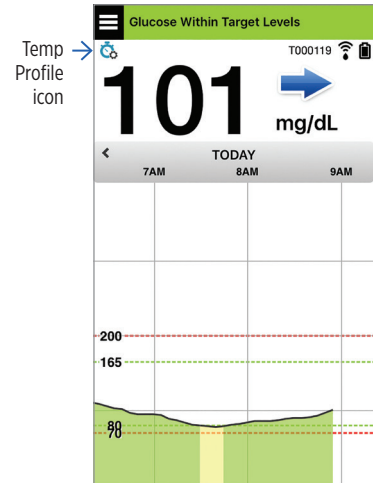 Glucose Within Target Levels
Temp
Profile
icon
T000119
101
mg/dL
TODAY
7AM 8AM 9AM
200
165
80
70